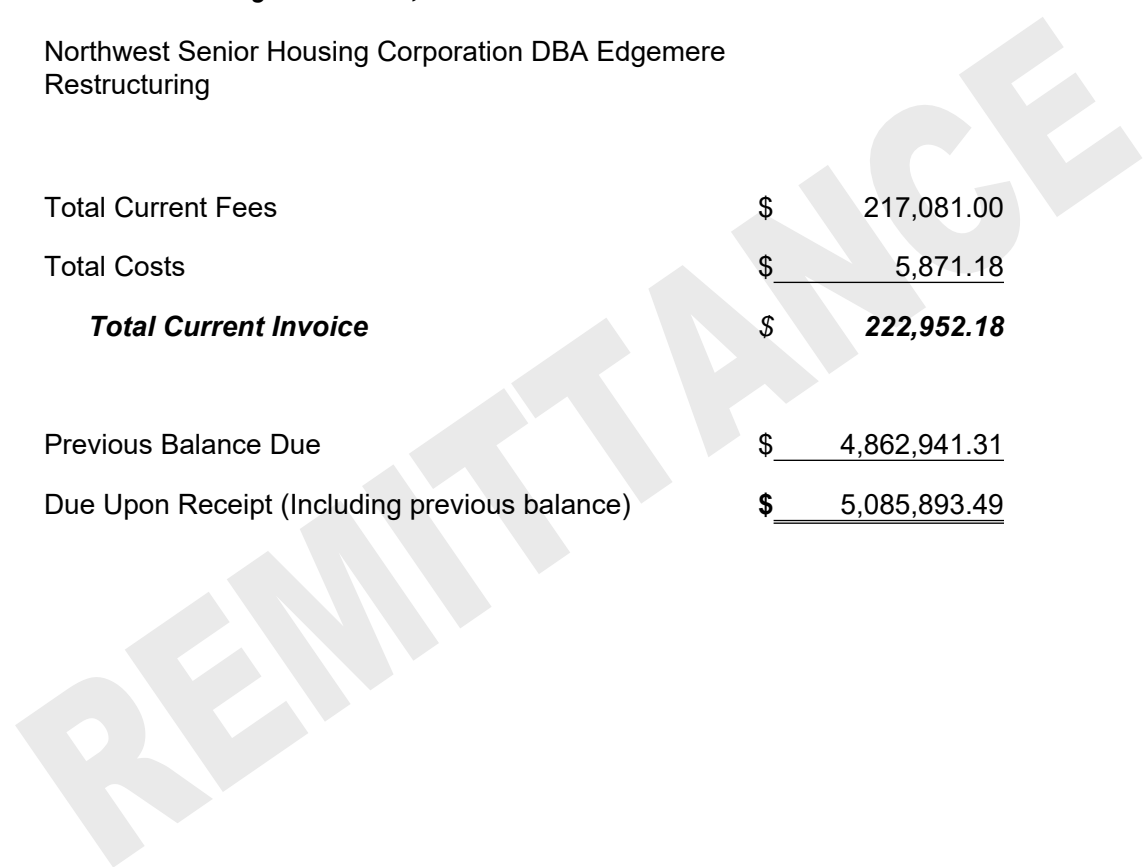 Northwest Senior Housing Corporation DBA Edgemere
Restructuring
Total Current Fees $ 217,081.00
Total Costs $ 5,871.18
Total Current Invoice $ 222,952.18
Previous Balance Due $ 4,862,941.31
Due Upon Receipt (Including previous balance) $ 5,085,893.49
REMITTANCE